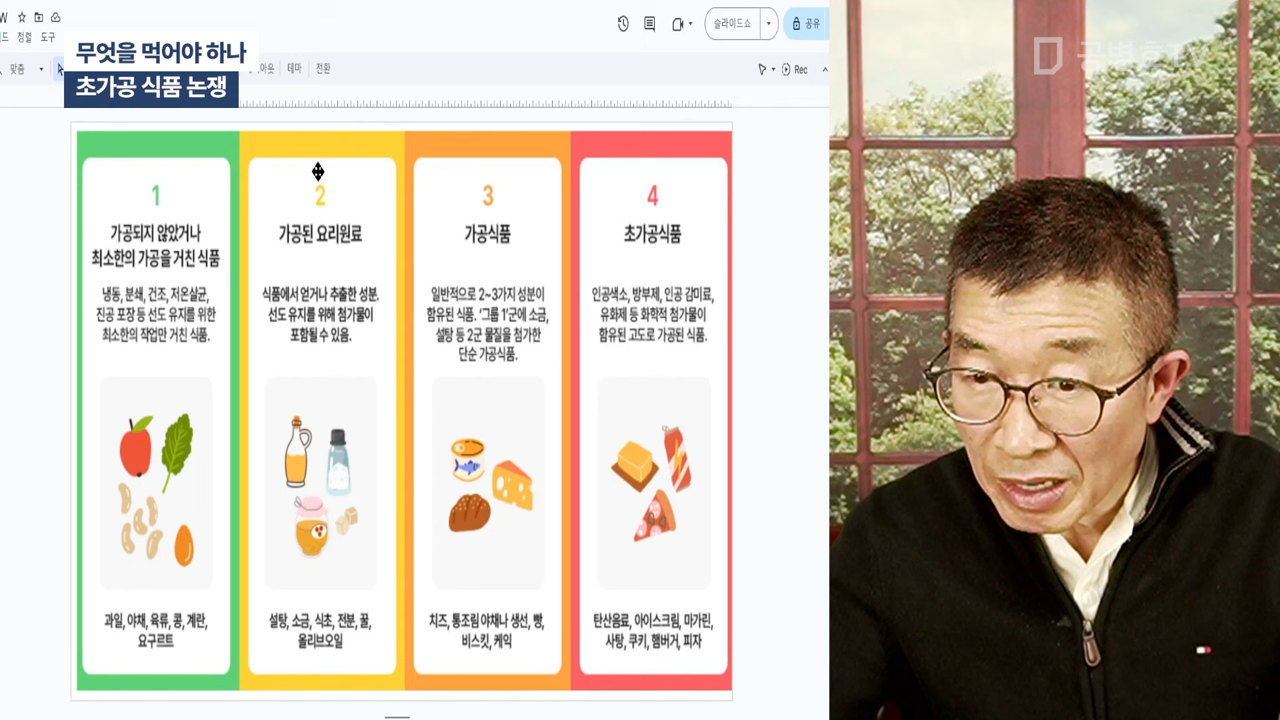 슬라이드쇼
공유
정렬 도구
무엇을 먹어야 하나
초가공 식품 논쟁
맞춤
테마
전환
Rec
1
가공되지 않았거나
최소한의 가공을 거친 식품
냉동, 분쇄, 건조, 저온살균,
진공 포장 등 선도 유지를 위한
최소한의 작업만 거친 식품.
과일, 야채, 육류, 콩, 계란,
요구르트
2
가공된 요리원료
식품에서 얻거나 추출한 성분.
선도 유지를 위해 첨가물이
포함될 수 있음.
설탕, 소금, 식초, 전분, 꿀,
올리브오일
3
가공식품
일반적으로 2~3가지 성분이
함유된 식품. '그룹 1'군에 소금,
설탕 등 2군 물질을 첨가한
단순 가공식품.
치즈, 통조림 야채나 생선, 빵,
비스킷, 케익
4
초가공식품
인공색소, 방부제, 인공 감미료,
유화제 등 화학적 첨가물이
함유된 고도로 가공된 식품.
탄산음료, 아이스크림, 마가린,
사탕, 쿠키, 햄버거, 피자